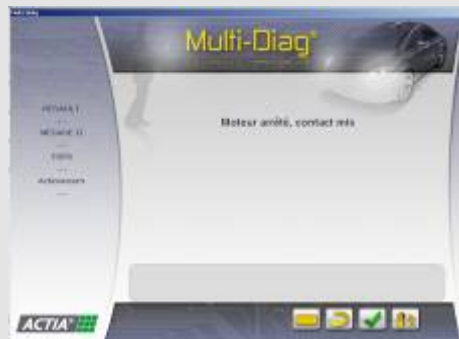 Multi-Diag®
RENAULT
MEGANE II
Moteur arrêté, contact mis
ACTIA®